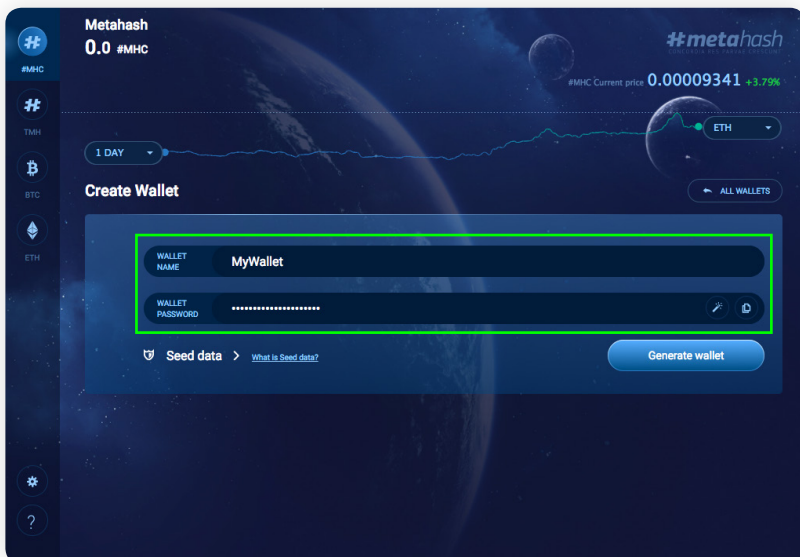 Metahash
0.0 #MHC
#metahash
#MHC Current price 0.00009341 +3.79%
#MHC
TMH
BTC
ETH
1 DAY
ETH
Create Wallet
ALL WALLETS
WALLET
NAME
MyWallet
WALLET
PASSWORD
•••••••••••••••••••••
Seed data > What is Seed data?
Generate wallet
?